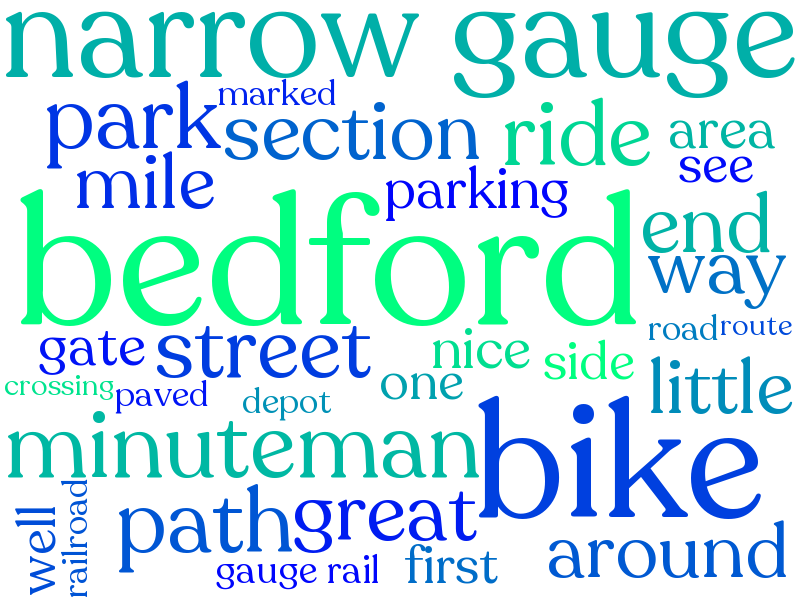 narrow gauge
marked
park
section
ride
area
see
mile
parking
bedford
end
way
road
route
gate
street
nice
side
crossing
paved
depot
one
little
minuteman
bike
well
railroad
path
great
around
gauge rail
first